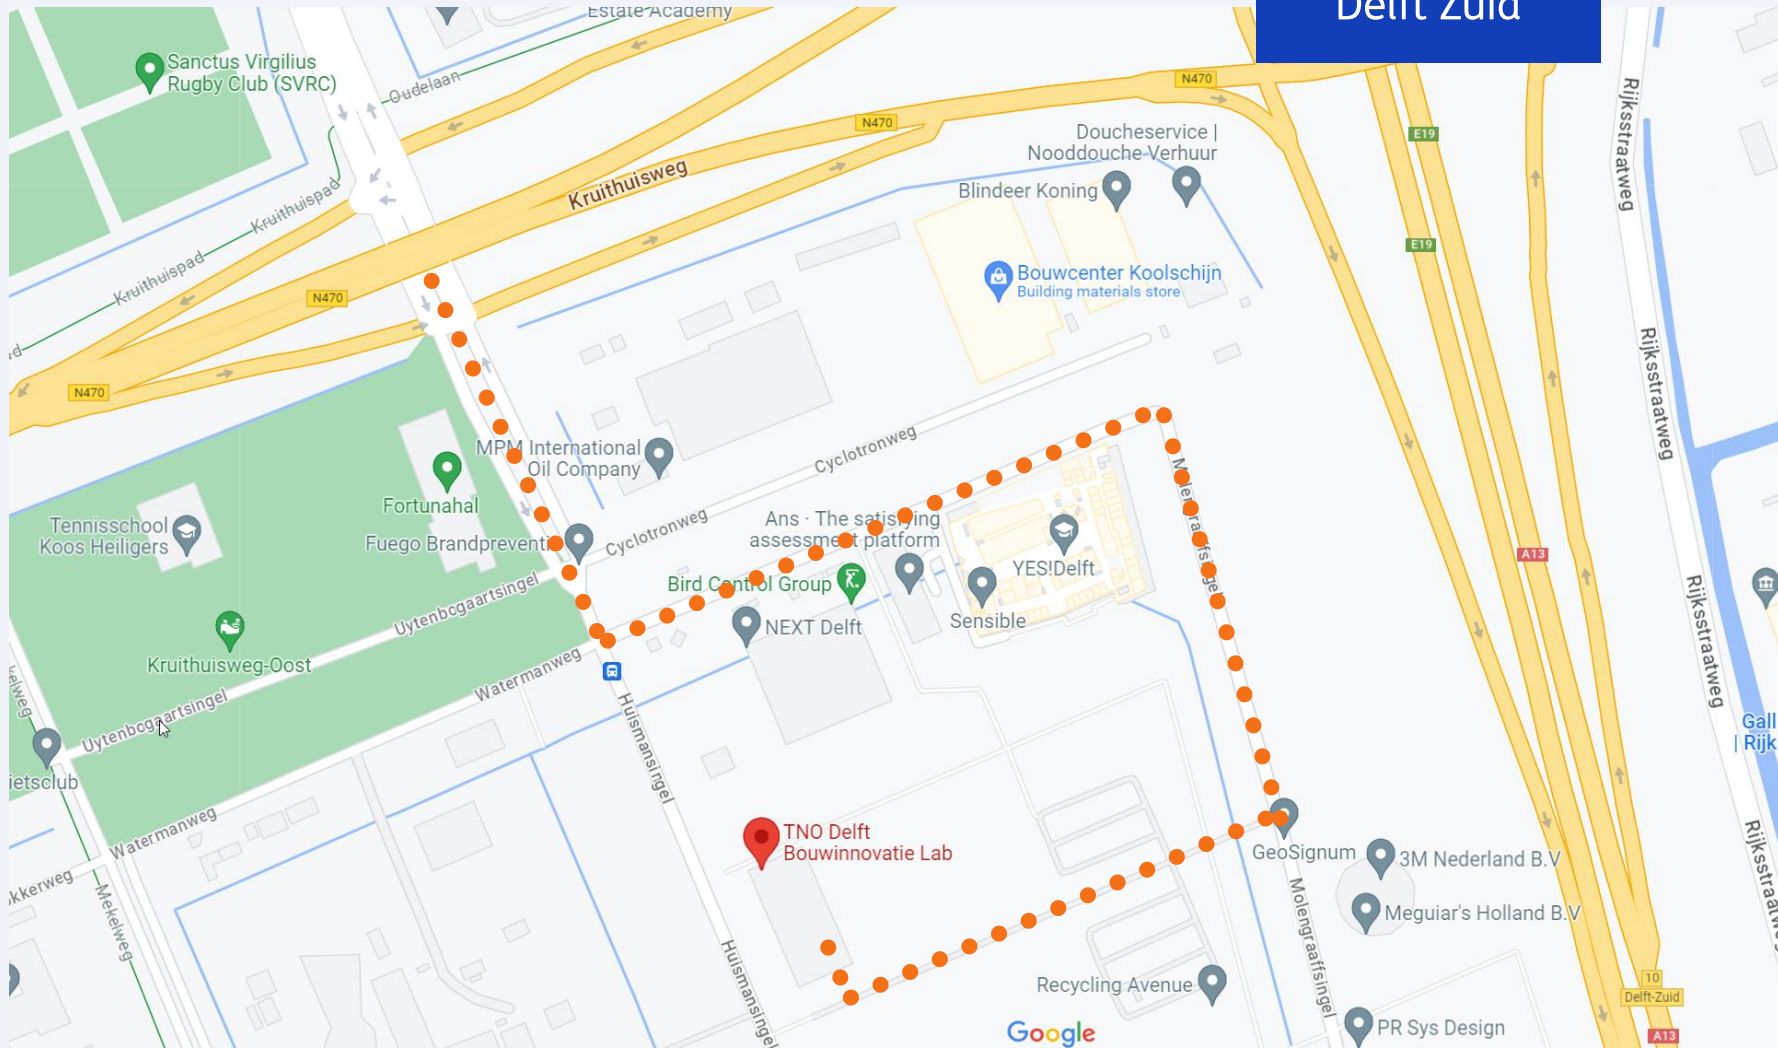 Delft Zuid
Estate Academy
Sanctus Virgilius
Rugby Club (SVRC)
Oudelaan
N470
N470
Kruithuisweg
Doucheservice |
Nooddouche Verhuur
Blindeer Koning
E19
E19
Rijksstraatweg
Kruithuispad
Kruithuispad
N470
N470
Bouwcenter Koolschijn
Building materials store
Rijksstraatweg
MPM International
Oil Company
Cyclotronweg
Cyclotronweg
Fortunahal
Tennisschool
Koos Heiligers
Fuego Brandpreventi
Ans · The satisfying
assessment platform
Bird Control Group
YES!Delft
Sensible
NEXT Delft
Molengraaffsingel
A13
Uytenbogaartsingel
Kruithuisweg-Oost
Uytenbogaartsingel
Watermanweg
Huismansingel
Rijksstraatweg
Gall
| Rijk
ietsclub
Watermanweg
kkerweg
Mekelweg
TNO Delft
Bouwinnovatie Lab
GeoSignum
3M Nederland B.V
Meguiar's Holland B.V
Molengraaffsingel
Huismansingel
Recycling Avenue
Rijksstraatw
10
Delft-Zuid
PR Sys Design
A13
Google